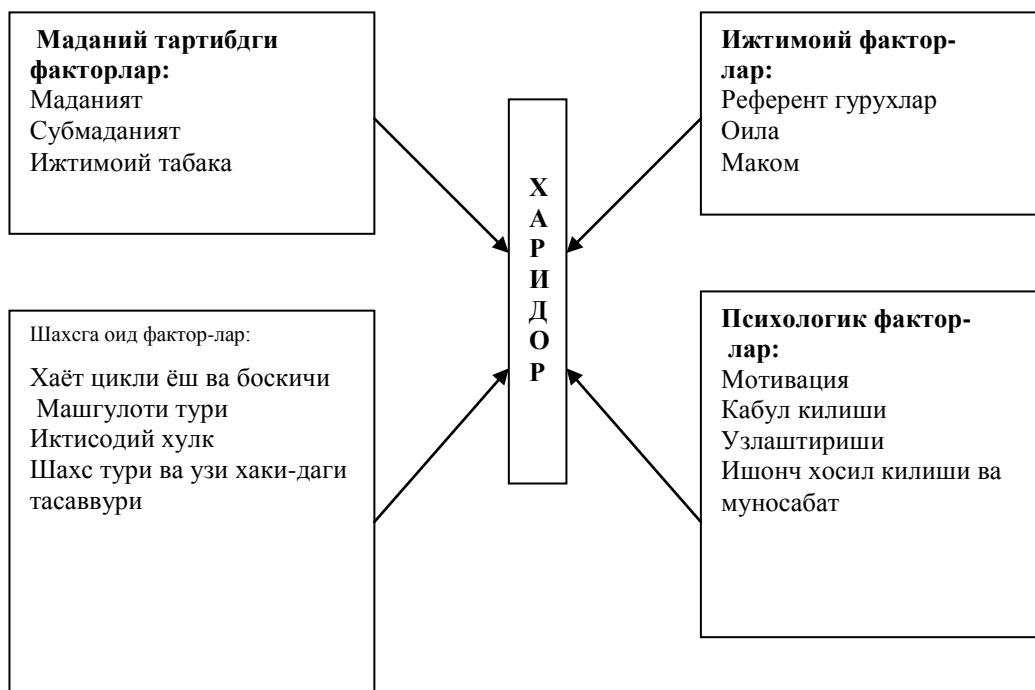 Маданий тартибдги
факторлар:
Маданият
Субмаданият
Ижтимоий табака
Ижтимоий фактор-
лар:
Референт гурухлар
Оила
Маком
Х
А
Р
И
Д
О
Р
Шахсга оид фактор-лар:
Хаёт цикли ёш ва боскичи
Машгулоти тури
Иктисодий хулк
Шахс тури ва узи хаки-даги
тасаввури
Психологик фактор-
лар:
Мотивация
Кабул килиши
Узлаштириши
Ишонч хосил килиши ва
муносабат